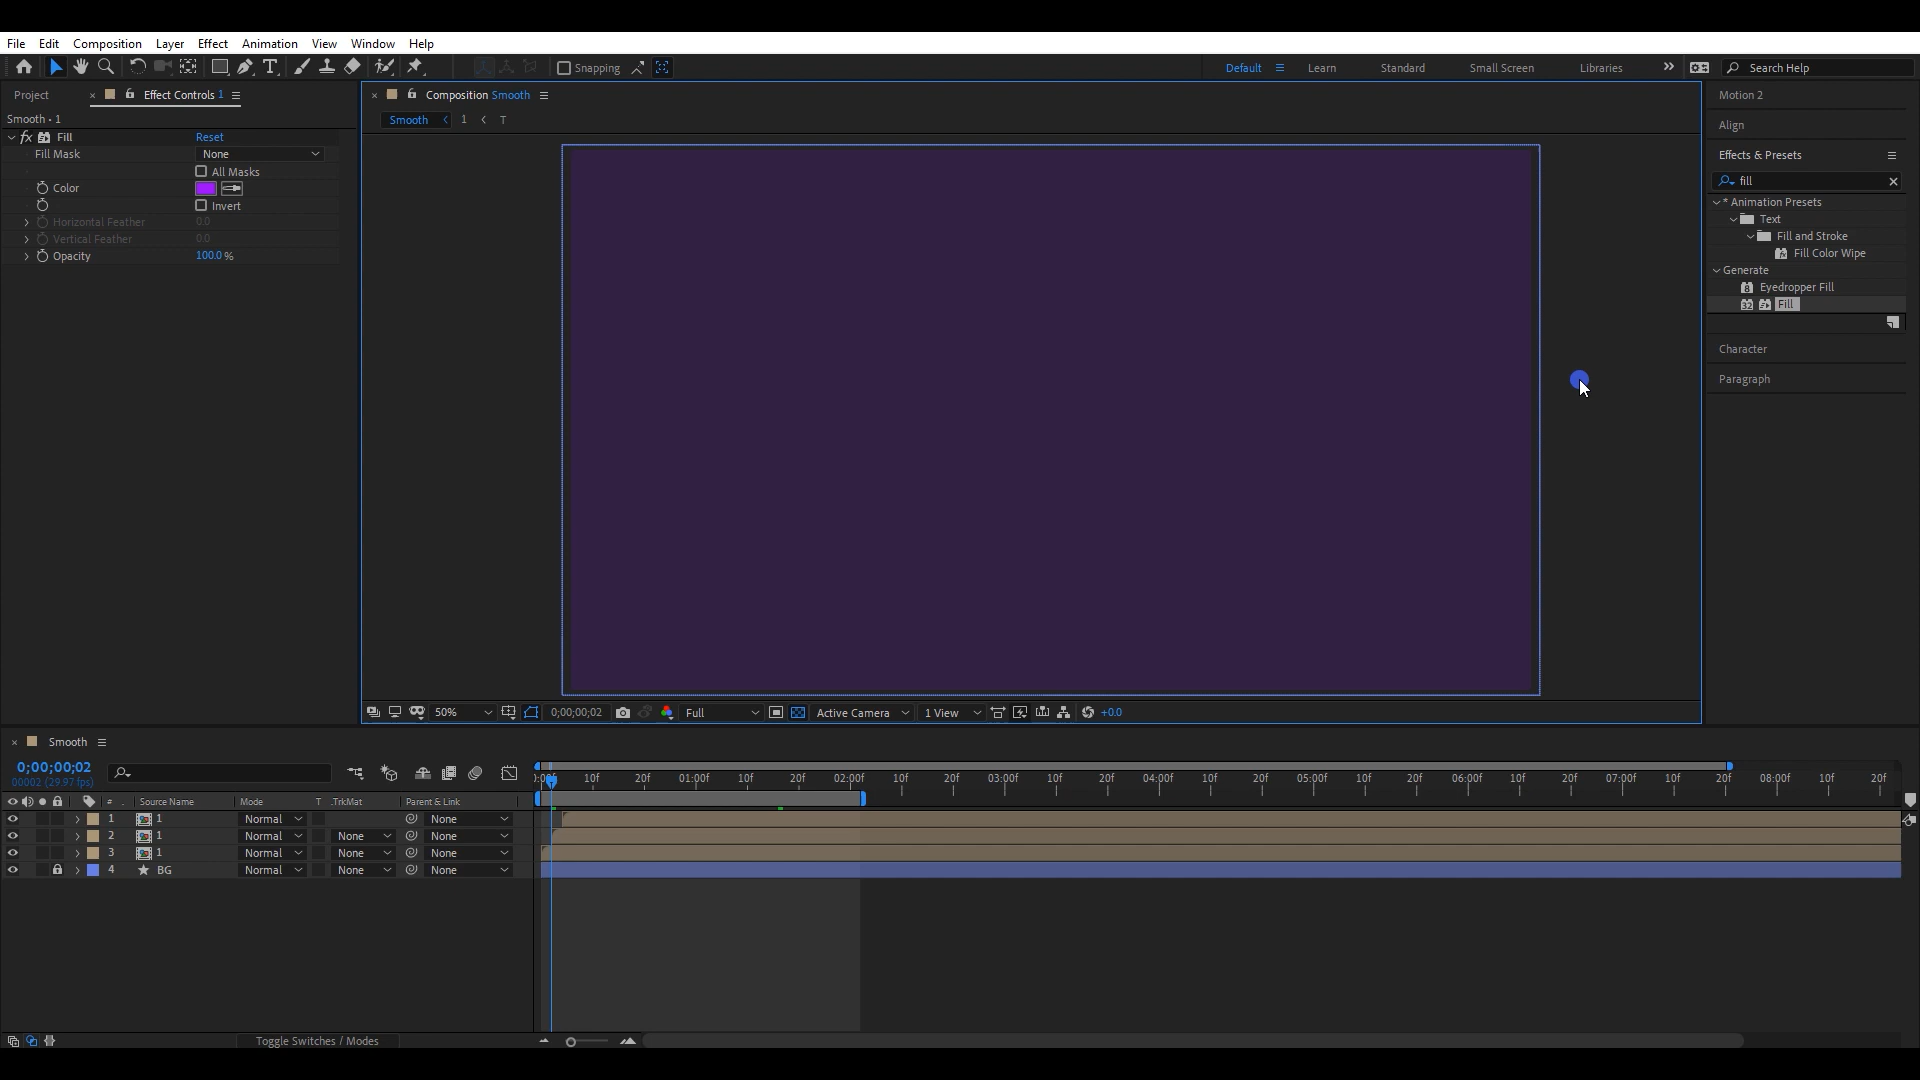 File Edit Composition Layer Effect Animation View Window Help
Snapping Default Learn Standard Small Screen Libraries Search Help
Project Effect Controls 1
Smooth • 1
fx Fill Reset
Fill Mask None
All Masks
Color
Invert
Horizontal Feather 0.0
Vertical Feather 0.0
Opacity 100.0 %
Composition Smooth
Smooth 1 T
50% 0;00;00;02 Full Active Camera 1 View +0.0
Motion 2
Align
Effects & Presets
fill
* Animation Presets
Text
Fill and Stroke
Fill Color Wipe
Generate
Eyedropper Fill
32 Fill
Character
Paragraph
Smooth
0;00;00;02
00002 (29.97 fps)
10f 20f 01:00f 10f 20f 02:00f 10f 20f 03:00f 10f 20f 04:00f 10f 20f 05:00f 10f 20f 06:00f 10f 20f 07:00f 10f 20f 08:00f 10f 20f
# Source Name Mode T .TrkMat Parent & Link
1 1 Normal None
2 1 Normal None None
3 1 Normal None None
4 BG Normal None None
Toggle Switches / Modes